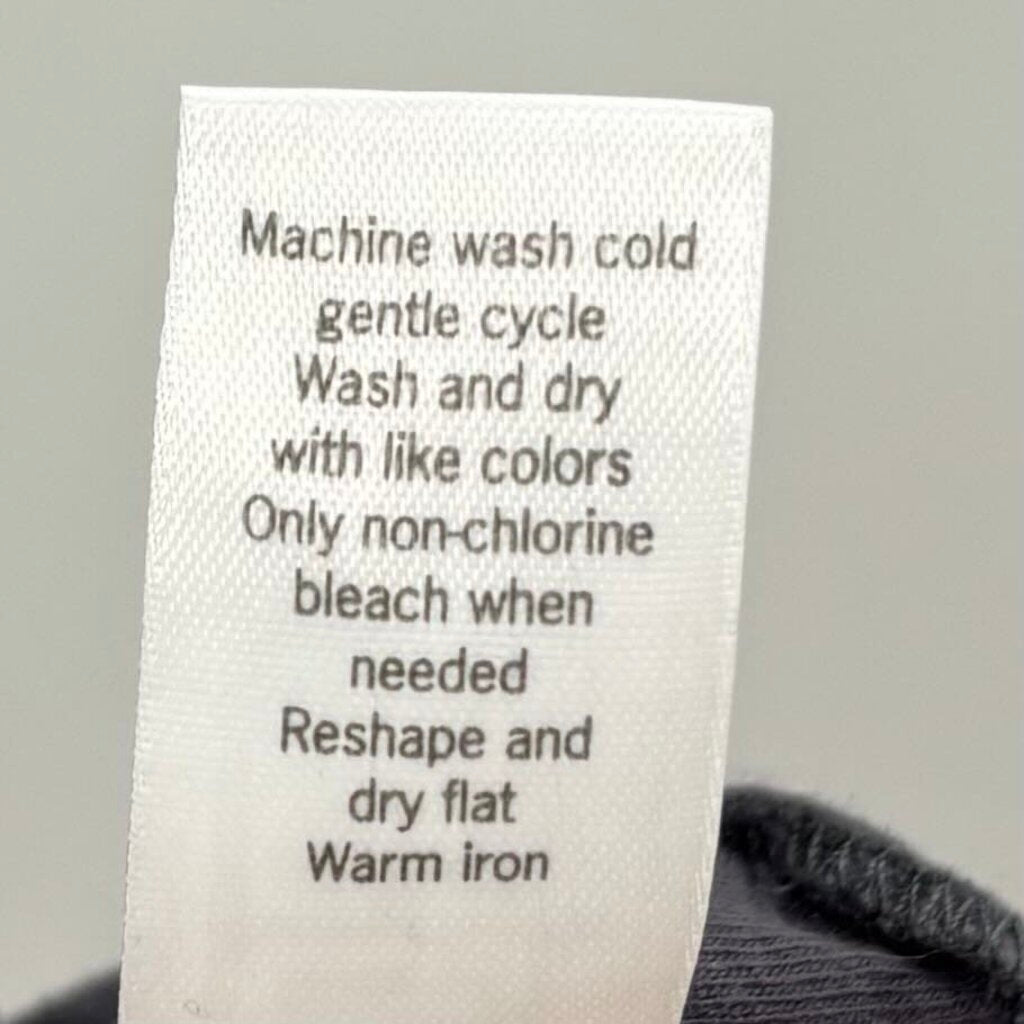 Machine wash cold
gentle cycle
Wash and dry
with like colors
Only non-chlorine
bleach when
needed
Reshape and
dry flat
Warm iron